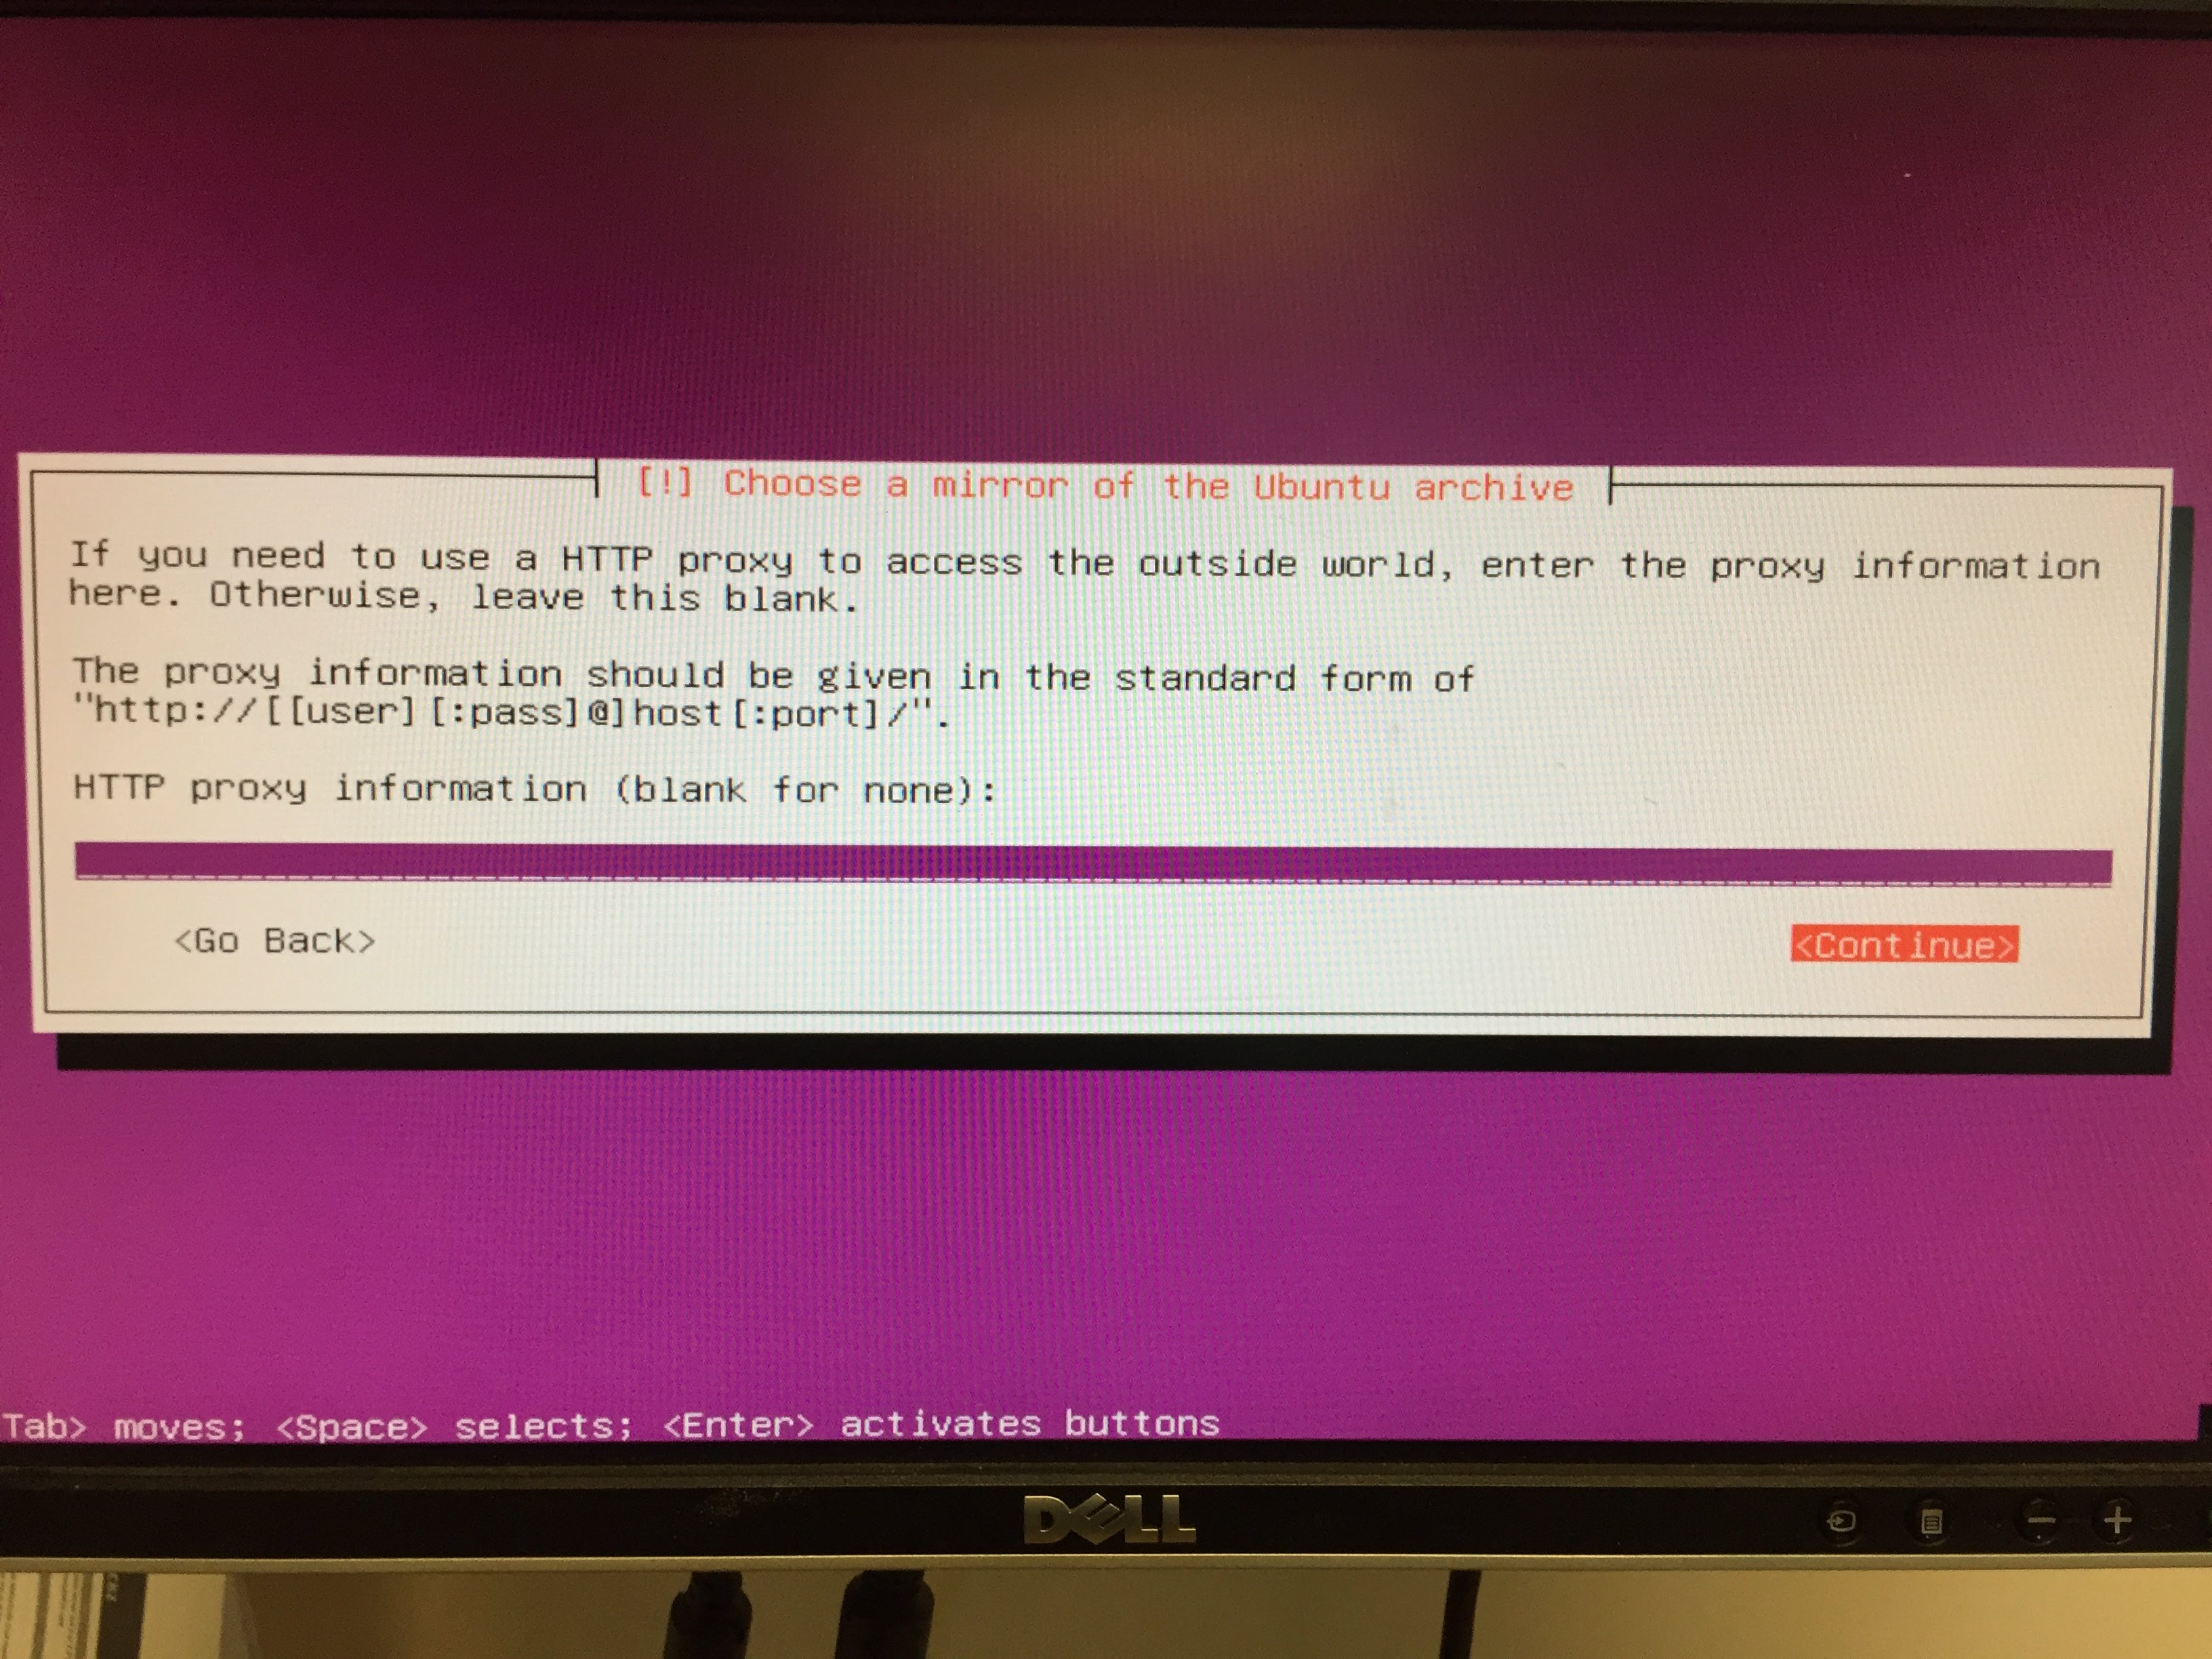 [!] Choose a mirror of the Ubuntu archive
If you need to use a HTTP proxy to access the outside world, enter the proxy information
here. Otherwise, leave this blank.
The proxy information should be given in the standard form of
"http://[[user][:pass]@]host[:port]/".
HTTP proxy information (blank for none):
<Go Back> <Continue>
Tab> moves; <Space> selects; <Enter> activates buttons
DELL